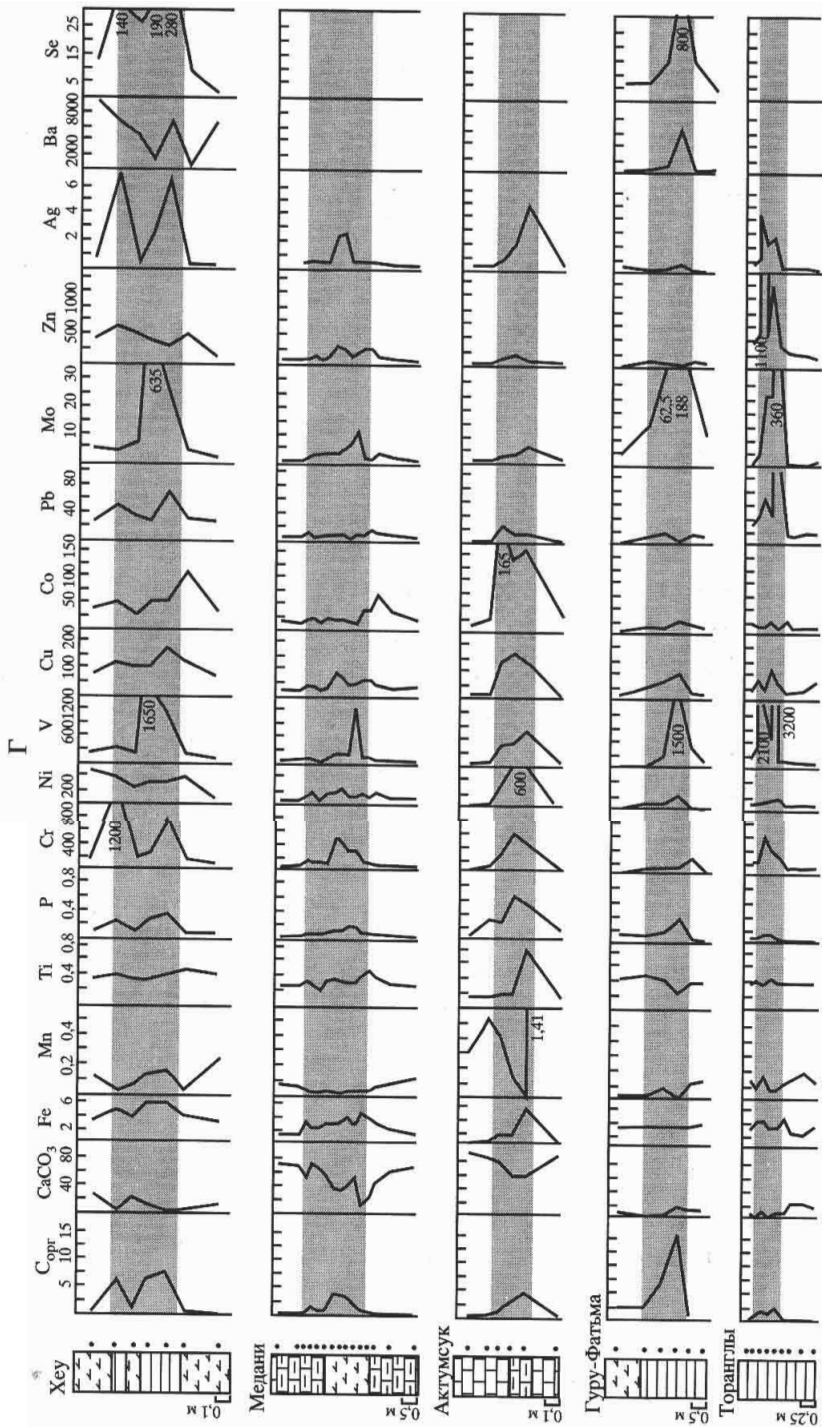 Г
Хеу
C орг
5 10 15
CaCO₃
40 80
Fe
2 6
Mn
0,2 0,4
Ti
0,4 0,8
P
0,4 0,8
Cr
400 800
1200
Ni
200
V
600 1200
1650
Cu
100 200
Co
50 100 150
Pb
40 80
Mo
10 20 30
635
Zn
500 1000
Ag
2 4 6
Ba
2000 8000
Se
5 15 25
140
190
280
0,1 м
Медани
0,5 м
Актумсук
1,41
600
165
0,1 м
Гуру-Фатьма
1500
62,5
188
800
0,5 м
Торанглы
2100
3200
360
1100
0,25 м